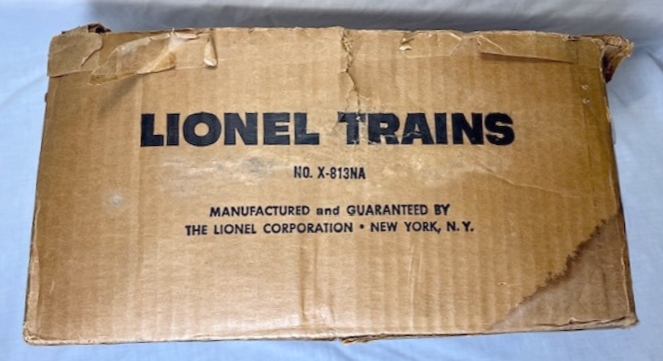 LIONEL TRAINS
NO. X-813NA
MANUFACTURED and GUARANTEED BY
THE LIONEL CORPORATION • NEW YORK, N. Y.